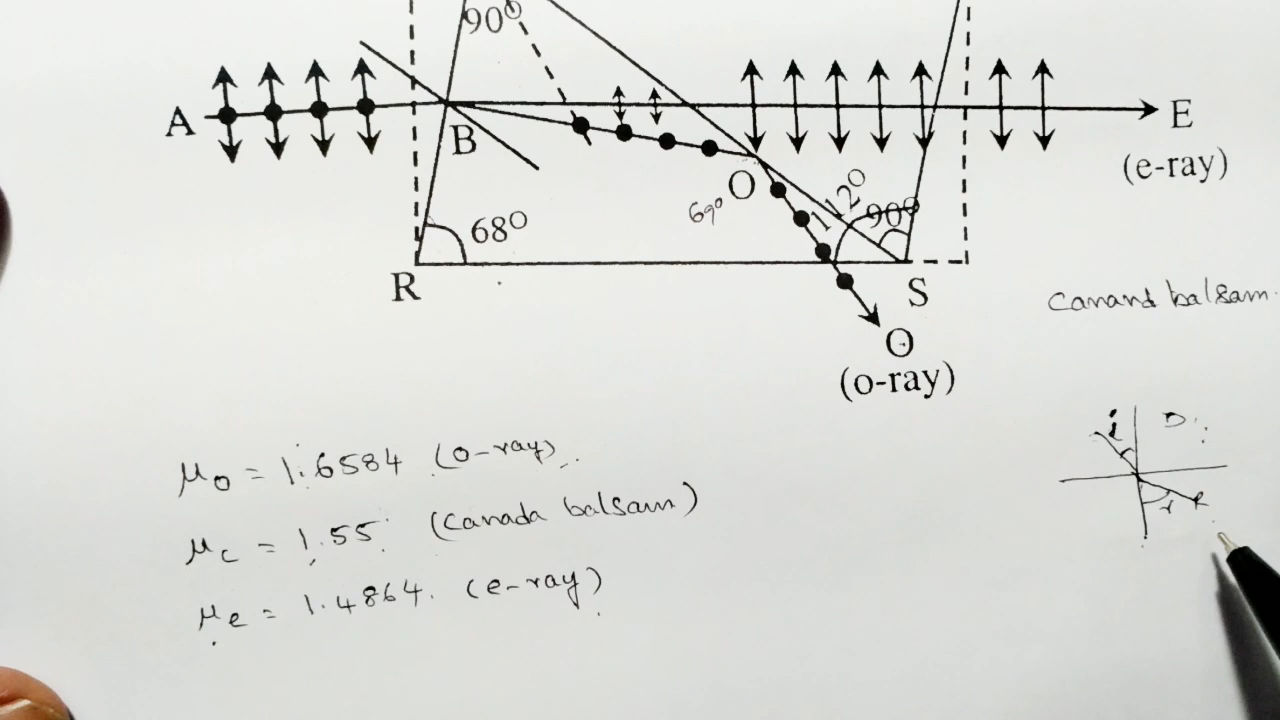 90°
A
B
E
(e-ray)
O
69°
112°
90°
68°
R
S
Canand balsam.
O
(o-ray)
i
D
r
R
μo = 1.6584 (o-ray)
μc = 1.55 (Canada balsam)
μe = 1.4864. (e-ray)